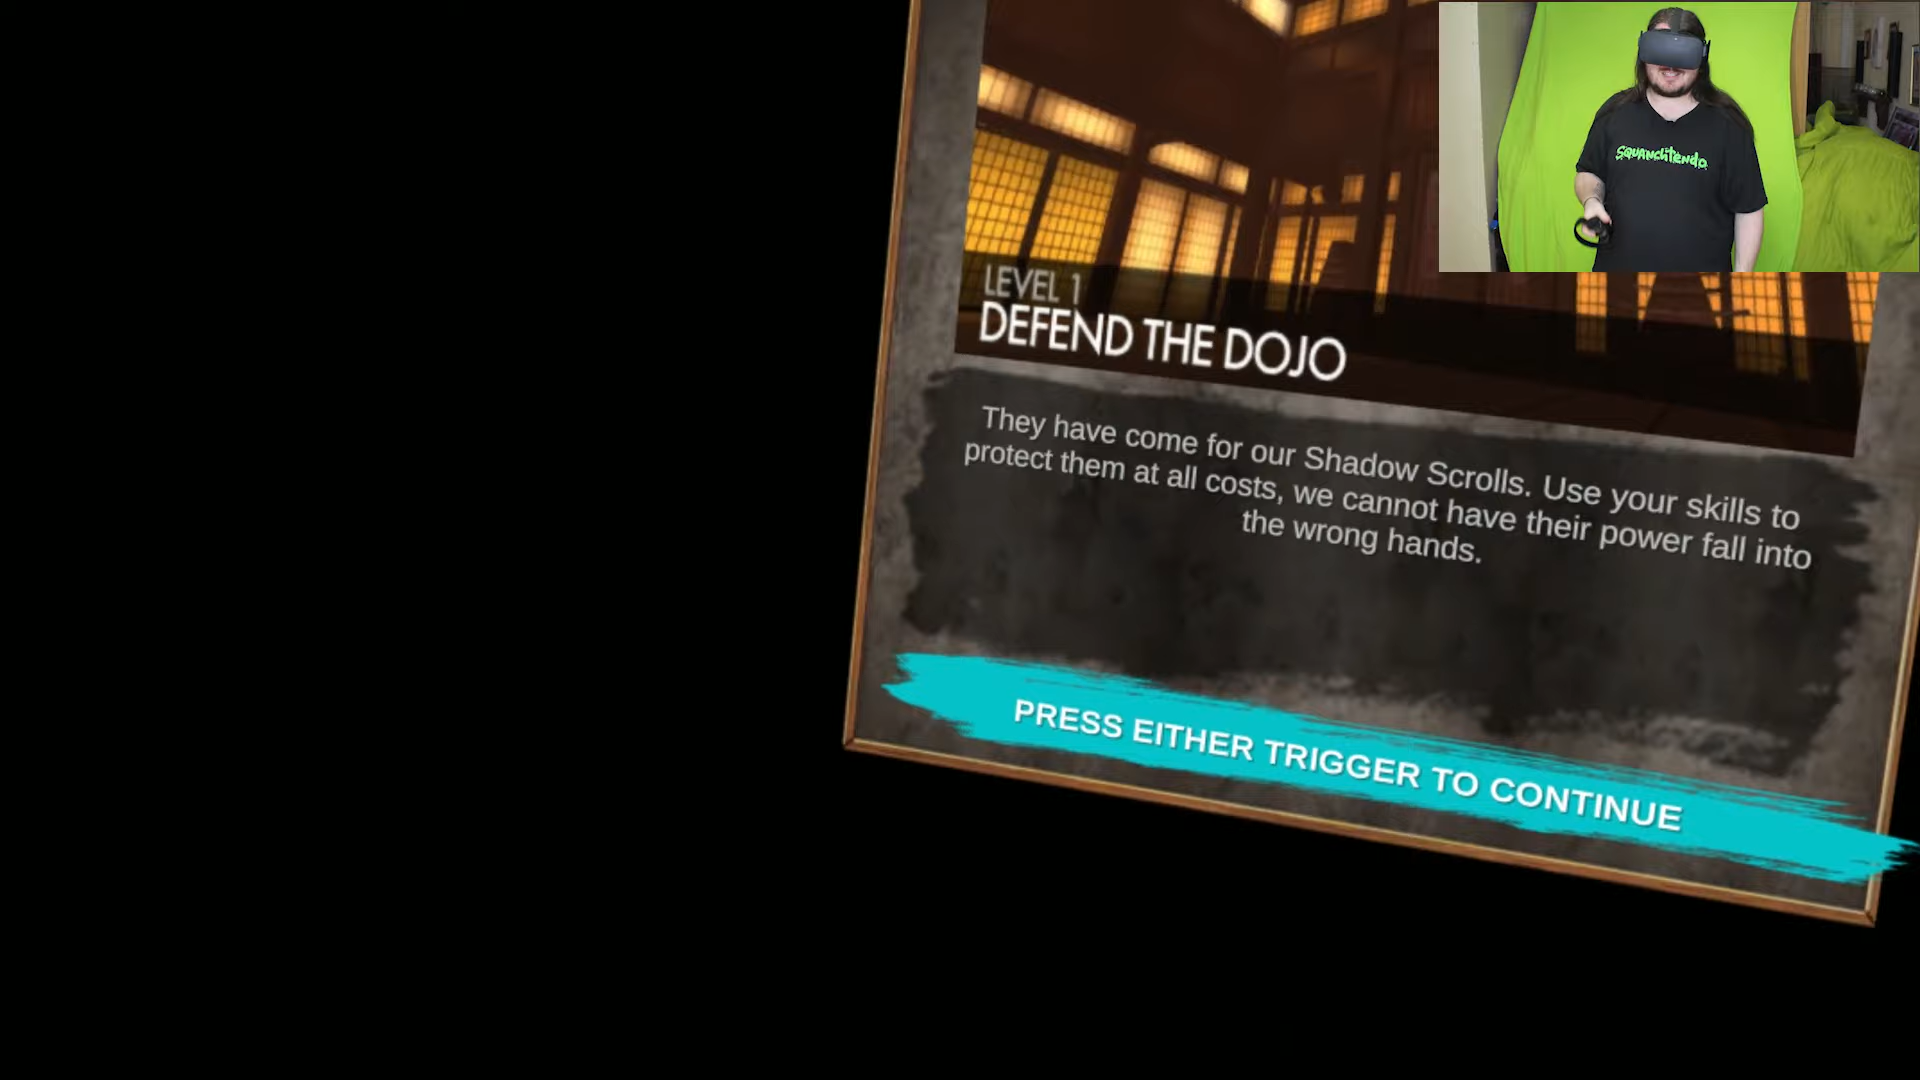 SQUANCHTENDO
LEVEL 1
DEFEND THE DOJO
They have come for our Shadow Scrolls. Use your skills to
protect them at all costs, we cannot have their power fall into
the wrong hands.
PRESS EITHER TRIGGER TO CONTINUE